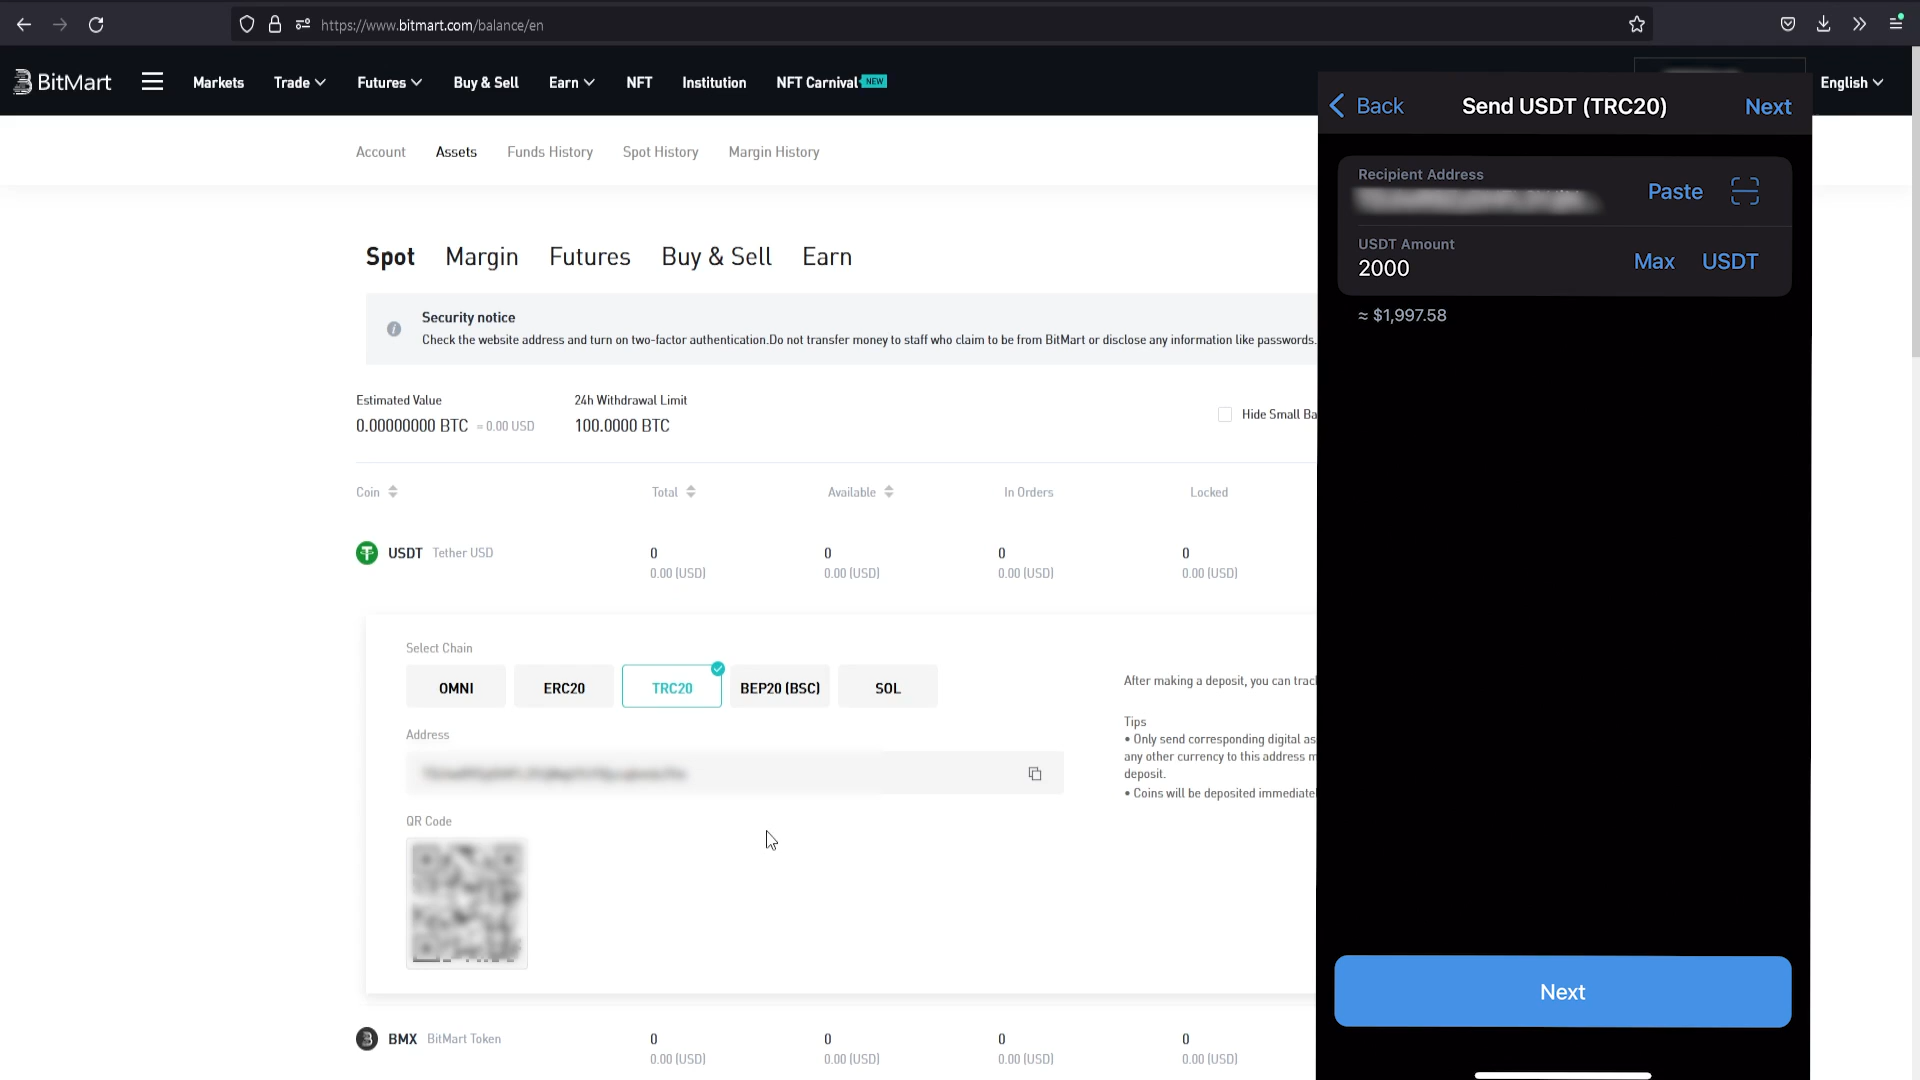 https://www.bitmart.com/balance/en
BitMart
Markets
Trade
Futures
Buy & Sell
Earn
NFT
Institution
NFT Carnival NEW
English
Account
Assets
Funds History
Spot History
Margin History
Spot
Margin
Futures
Buy & Sell
Earn
Security notice
Check the website address and turn on two-factor authentication.Do not transfer money to staff who claim to be from BitMart or disclose any information like passwords.
Estimated Value
0.00000000 BTC = 0.00 USD
24h Withdrawal Limit
100.0000 BTC
Hide Small Ba
Coin
Total
Available
In Orders
Locked
USDT Tether USD
0
0.00 (USD)
0
0.00 (USD)
0
0.00 (USD)
0
0.00 (USD)
Select Chain
OMNI
ERC20
TRC20
BEP20 (BSC)
SOL
Address
QR Code
After making a deposit, you can trac
Tips
• Only send corresponding digital as
any other currency to this address m
deposit.
• Coins will be deposited immediate
BMX BitMart Token
0
0.00 (USD)
0
0.00 (USD)
0
0.00 (USD)
0
0.00 (USD)
Back
Send USDT (TRC20)
Next
Recipient Address
Paste
USDT Amount
2000
Max
USDT
≈ $1,997.58
Next